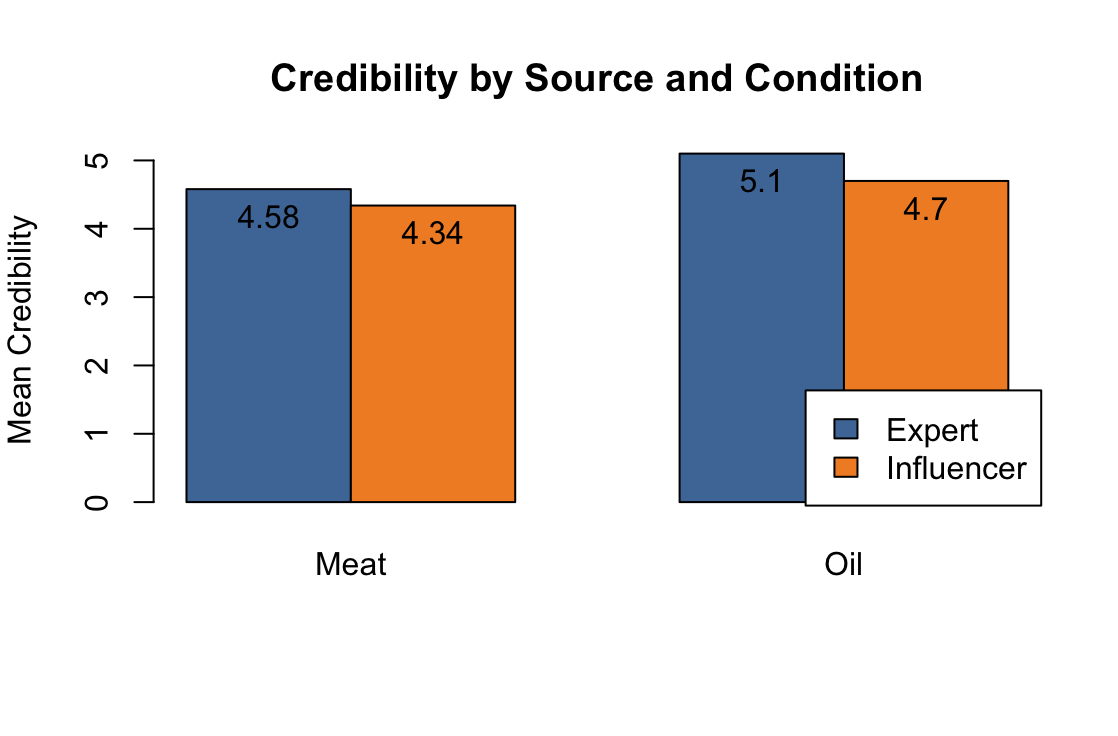 Credibility by Source and Condition
Mean Credibility
5
4
3
2
1
0
4.58
4.34
5.1
4.7
Expert
Influencer
Meat
Oil